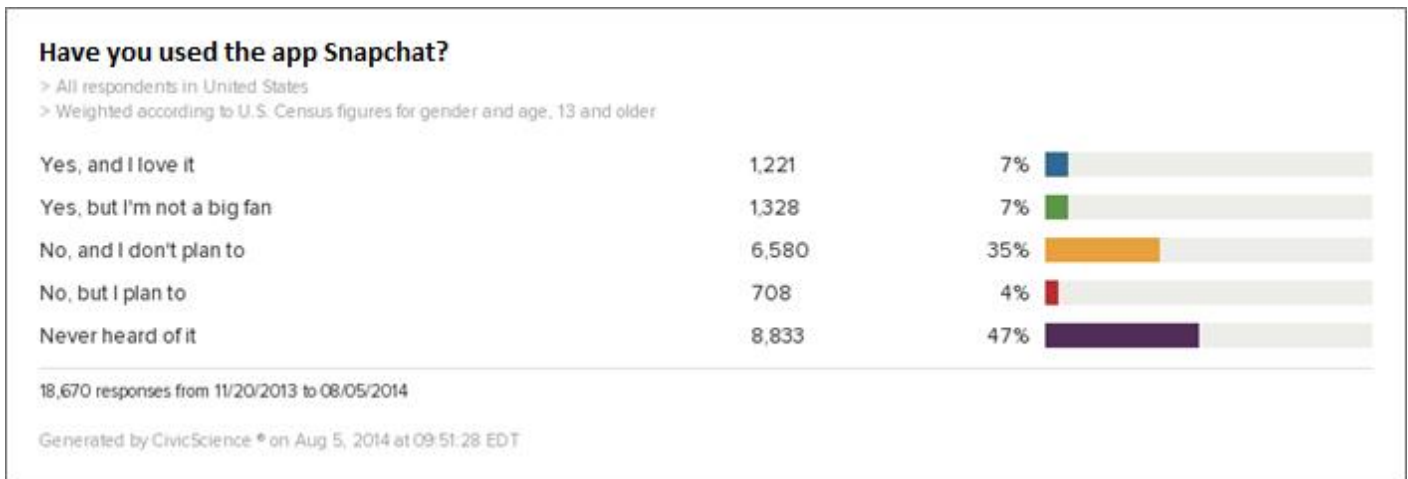 Have you used the app Snapchat?
> All respondents in United States
> Weighted according to U.S. Census figures for gender and age, 13 and older
Yes, and I love it 1,221 7%
Yes, but I'm not a big fan 1,328 7%
No, and I don't plan to 6,580 35%
No, but I plan to 708 4%
Never heard of it 8,833 47%
18,670 responses from 11/20/2013 to 08/05/2014
Generated by CivicScience ® on Aug 5, 2014 at 09:51:28 EDT